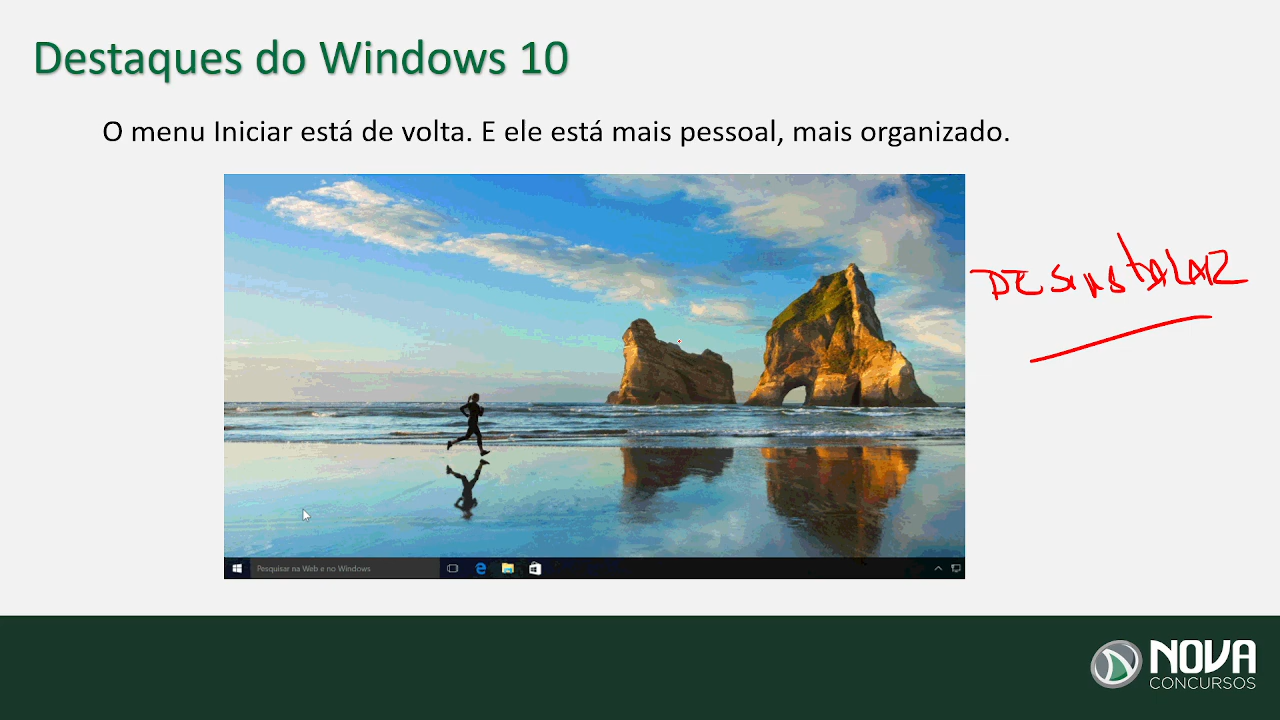 Destaques do Windows 10
O menu Iniciar está de volta. E ele está mais pessoal, mais organizado.
DESINSTALAR
Pesquisar na Web e no Windows
NOVA
CONCURSOS